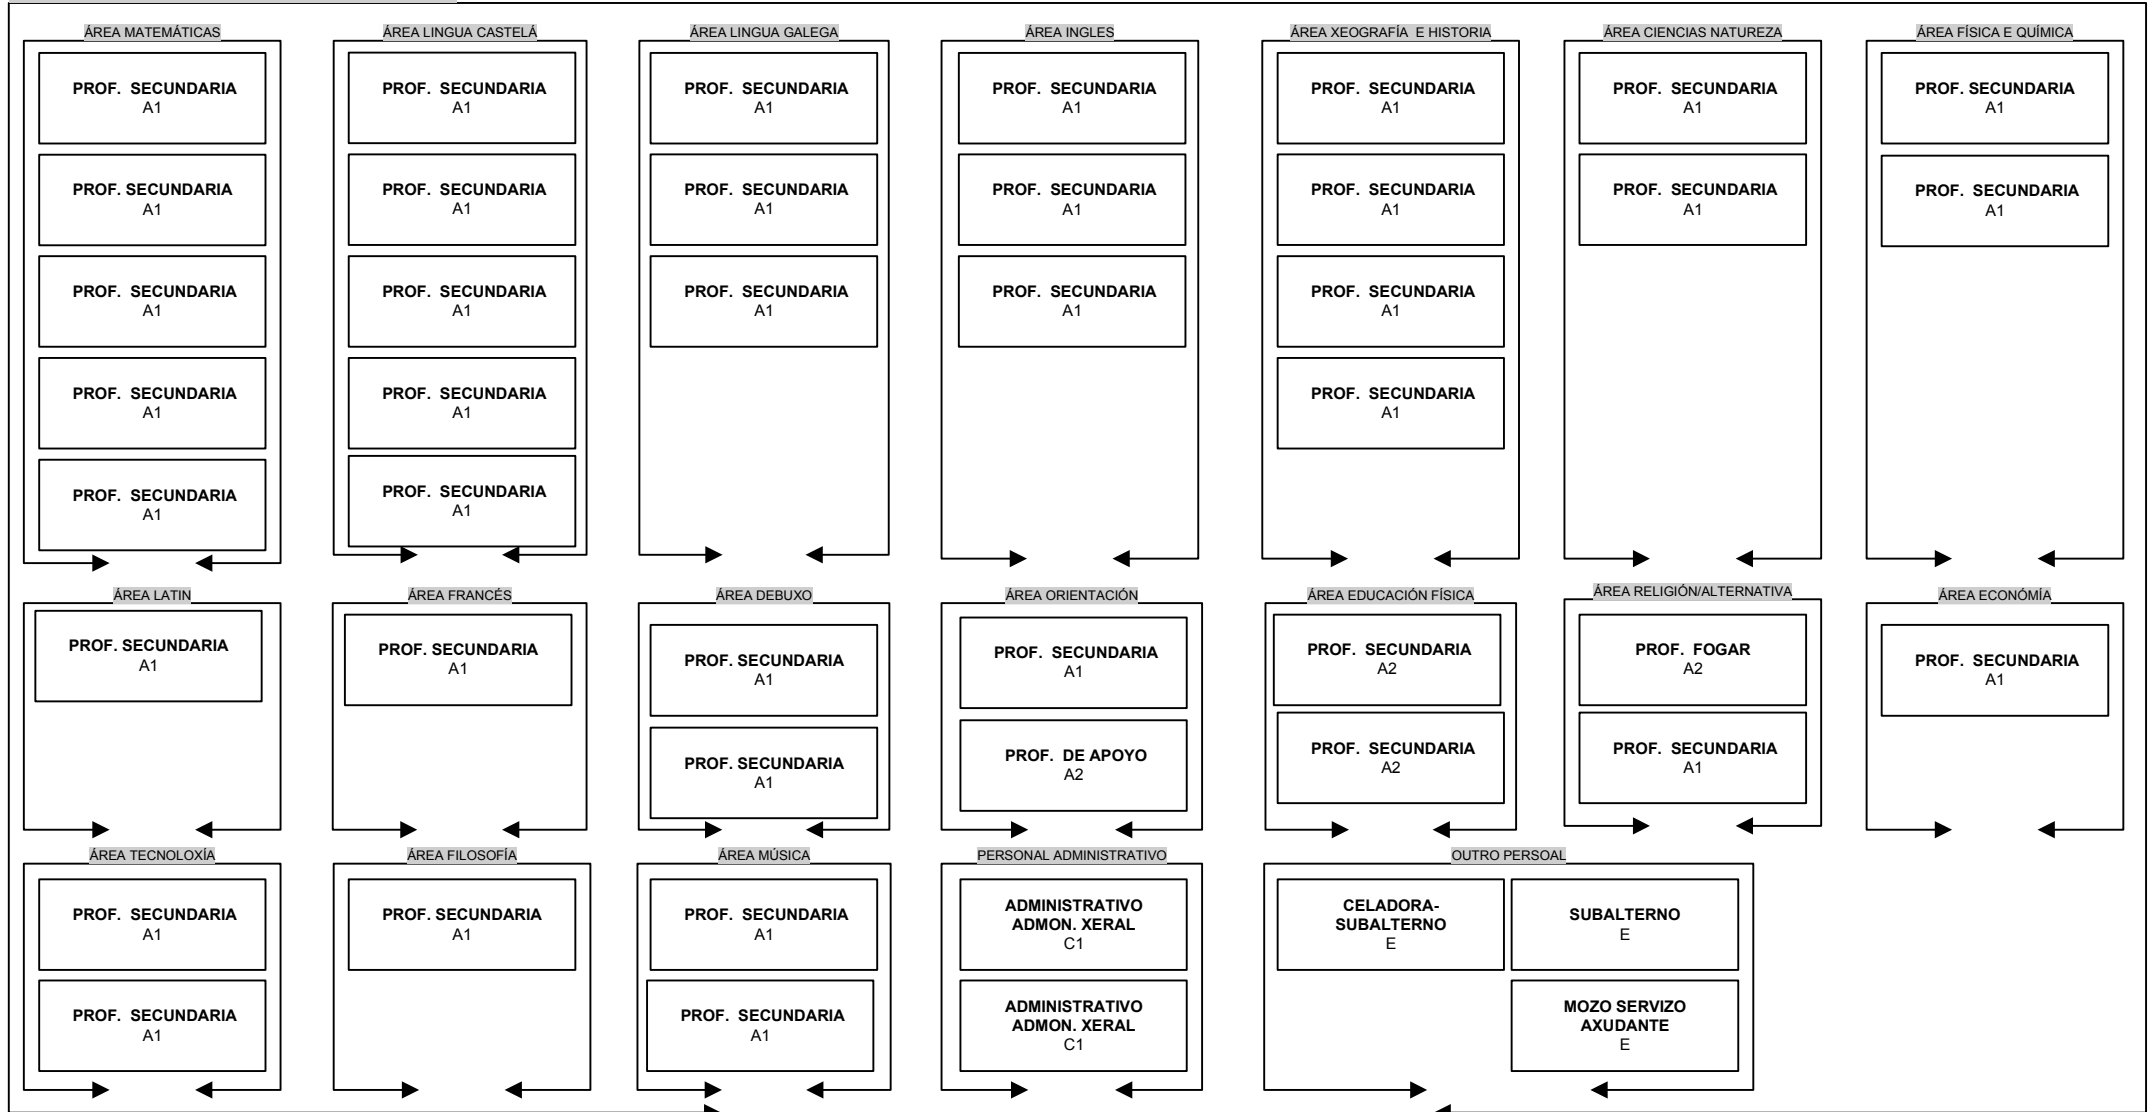 ÁREA MATEMÁTICAS
PROF. SECUNDARIA
A1
PROF. SECUNDARIA
A1
PROF. SECUNDARIA
A1
PROF. SECUNDARIA
A1
PROF. SECUNDARIA
A1
ÁREA LINGUA CASTELÁ
PROF. SECUNDARIA
A1
PROF. SECUNDARIA
A1
PROF. SECUNDARIA
A1
PROF. SECUNDARIA
A1
PROF. SECUNDARIA
A1
ÁREA LINGUA GALEGA
PROF. SECUNDARIA
A1
PROF. SECUNDARIA
A1
PROF. SECUNDARIA
A1
ÁREA INGLES
PROF. SECUNDARIA
A1
PROF. SECUNDARIA
A1
PROF. SECUNDARIA
A1
ÁREA XEOGRAFÍA E HISTORIA
PROF. SECUNDARIA
A1
PROF. SECUNDARIA
A1
PROF. SECUNDARIA
A1
PROF. SECUNDARIA
A1
ÁREA CIENCIAS NATUREZA
PROF. SECUNDARIA
A1
PROF. SECUNDARIA
A1
ÁREA FÍSICA E QUÍMICA
PROF. SECUNDARIA
A1
PROF. SECUNDARIA
A1
ÁREA LATIN
PROF. SECUNDARIA
A1
ÁREA FRANCÉS
PROF. SECUNDARIA
A1
ÁREA DEBUXO
PROF. SECUNDARIA
A1
PROF. SECUNDARIA
A1
ÁREA ORIENTACIÓN
PROF. SECUNDARIA
A1
PROF. DE APOYO
A2
ÁREA EDUCACIÓN FÍSICA
PROF. SECUNDARIA
A2
PROF. SECUNDARIA
A2
ÁREA RELIGIÓN/ALTERNATIVA
PROF. FOGAR
A2
PROF. SECUNDARIA
A1
ÁREA ECONÓMÍA
PROF. SECUNDARIA
A1
ÁREA TECNOLOXÍA
PROF. SECUNDARIA
A1
PROF. SECUNDARIA
A1
ÁREA FILOSOFÍA
PROF. SECUNDARIA
A1
ÁREA MÚSICA
PROF. SECUNDARIA
A1
PROF. SECUNDARIA
A1
PERSONAL ADMINISTRATIVO
ADMINISTRATIVO
ADMON. XERAL
C1
ADMINISTRATIVO
ADMON. XERAL
C1
OUTRO PERSOAL
CELADORA-
SUBALTERNO
E
SUBALTERNO
E
MOZO SERVIZO
AXUDANTE
E